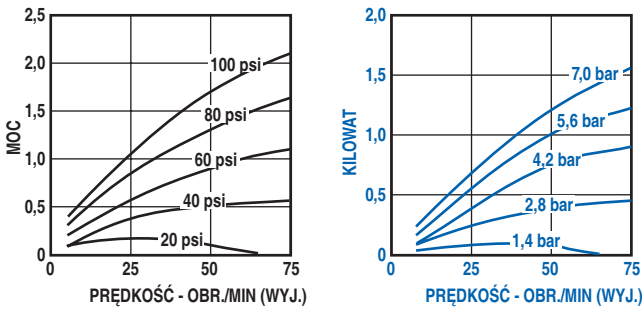 2,5
2,0
1,5
1,0
0,5
0
MOC
100 psi
80 psi
60 psi
40 psi
20 psi
0
25
50
75
PRĘDKOŚĆ - OBR./MIN (WYJ.)
2,0
1,5
1,0
0,5
0
KILOWAT
7,0 bar
5,6 bar
4,2 bar
2,8 bar
1,4 bar
0
25
50
75
PRĘDKOŚĆ - OBR./MIN (WYJ.)